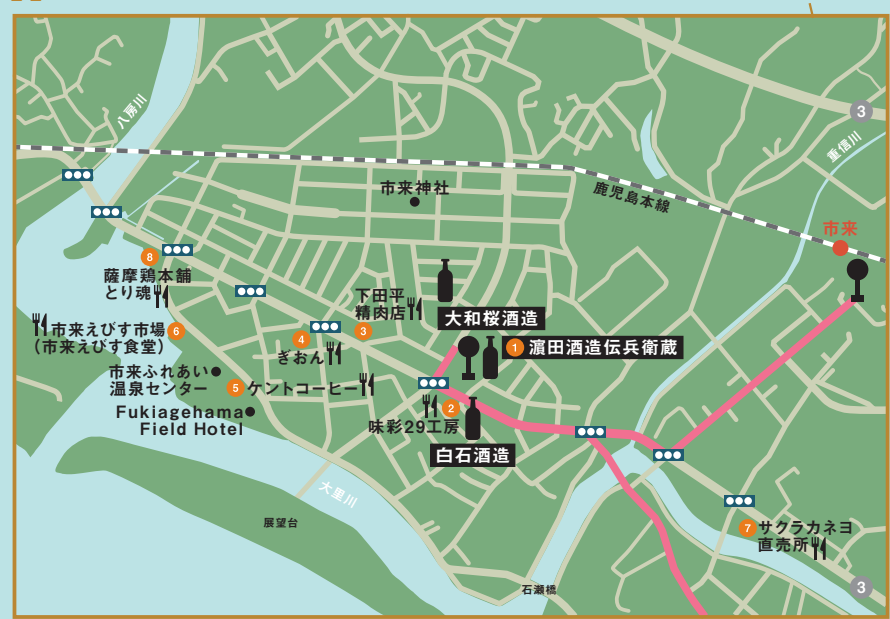 八房川
3
重信川
市来神社
鹿児島本線
市来
8
薩摩鶏本舗
とり魂
下田平
精肉店
3
大和桜酒造
市来えびす市場
(市来えびす食堂)
6
4
ぎおん
1
濵田酒造伝兵衛蔵
市来ふれあい
温泉センター
5
ケントコーヒー
Fukiagehama
Field Hotel
2
味彩29工房
白石酒造
大里川
展望台
7
サクラカネヨ
直売所
石瀬橋
3